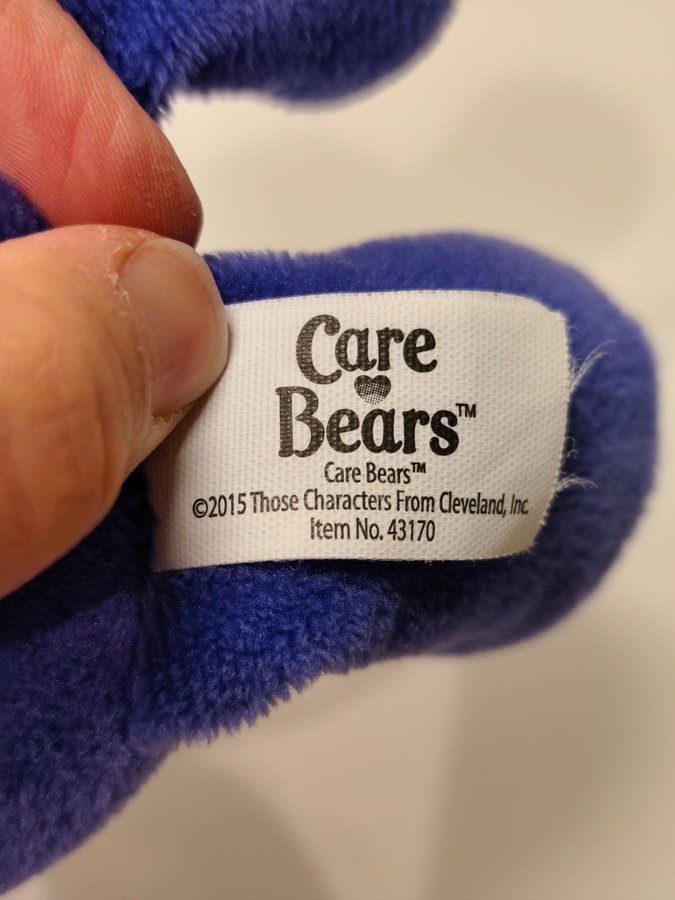 Care
Bears™
Care Bears™
©2015 Those Characters From Cleveland, Inc
Item No. 43170